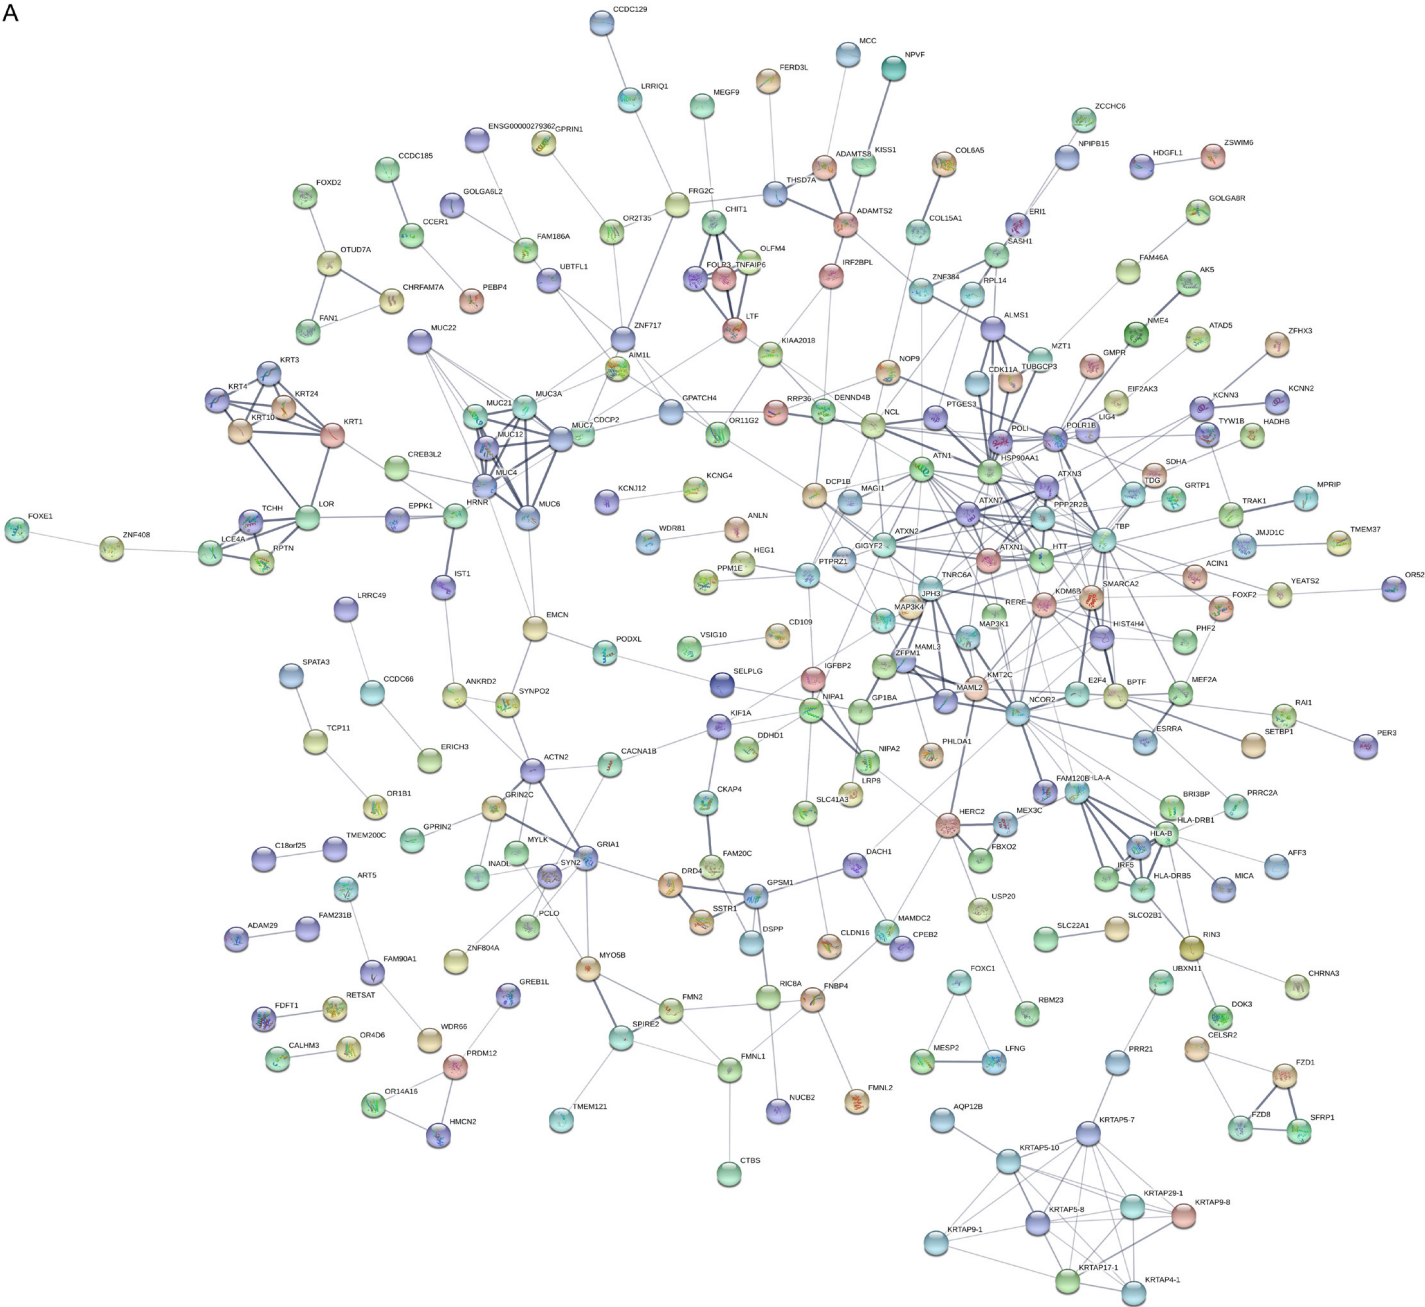 A
CCDC129
MCC
NPVF
FERD3L
LRRIQ1
MEGF9
ZCCHC6
ENSG00000279362
GPRIN1
NPIPB15
HDGFL1
ZSWIM6
CCDC185
ADAMTS8
KISS1
COL6A5
FOXD2
GOLGA6L2
FRG2C
THSD7A
GOLGA8R
CCER1
OR2T35
CHIT1
ADAMTS2
COL15A1
ERI1
FAM186A
SASH1
OTUD7A
OLFM4
UBTFL1
FOLR3
TNFAIP6
IRF2BPL
ZNF384
RPL14
FAM46A
AK5
CHRFAM7A
PEBP4
FAN1
LTF
MUC22
ZNF717
ALMS1
NME4
ATAD5
ZFHX3
KIAA2018
AIM1L
MZT1
KRT3
NOP9
CDK11A
TUBGCP3
GMPR
KRT4
KRT24
MUC21
MUC3A
GPATCH4
RRP36
DENND4B
PTGES3
EIF2AK3
KCNN3
KCNN2
KRT10
KRT1
MUC12
MUC7
CDCP2
OR11G2
NCL
POLI
POLR1B
LIG4
TYW1B
HADHB
CREB3L2
MUC4
KCNG4
ATN1
HSP90AA1
ATXN3
SDHA
TDG
GRTP1
LOR
HRNR
MUC6
KCNJ12
DCP1B
MAGI1
ATXN7
PPP2R2B
TRAK1
MPRIP
TCHH
EPPK1
ANLN
FOXE1
ZNF408
LCE4A
RPTN
WDR81
ATXN2
GIGYF2
ATXN1
HTT
TBP
JMJD1C
TMEM37
IST1
HEG1
PPM1E
PTPRZ1
TNRC6A
JPH3
ACIN1
SMARCA2
YEATS2
OR52
LRRC49
MAP3K4
RERE
KDM6B
FOXF2
EMCN
CD109
VSIG10
PODXL
MAP3K1
HIST4H4
PHF2
MAML3
ZFPM1
SPATA3
CCDC66
SELPLG
IGFBP2
KMT2C
MAML2
E2F4
BPTF
MEF2A
ANKRD2
SYNPO2
NIPA1
GP1BA
NCOR2
RAI1
KIF1A
TCP11
ERICH3
DDHD1
PHLDA1
ESRRA
SETBP1
PER3
ACTN2
CACNA1B
NIPA2
LRP8
FAM120B
HLA-A
OR1B1
GRIN2C
CKAP4
SLC41A3
HERC2
MEX3C
BRI3BP
PRRC2A
GPRIN2
HLA-DRB1
TMEM200C
C18orf25
MYLK
GRIA1
FBXO2
HLA-B
INADL
SYN2
FAM20C
DACH1
IRF5
HLA-DRB5
AFF3
MICA
ART5
DRD4
GPSM1
SSTR1
USP20
FAM231B
ADAM29
PCLO
DSPP
CLDN16
MAMDC2
CPEB2
SLC22A1
SLCO2B1
RIN3
ZNF804A
FAM90A1
MYO5B
FOXC1
UBXN11
CHRNA3
GREB1L
RIC8A
FNBP4
FDFT1
RETSAT
FMN2
RBM23
DOK3
WDR66
SPIRE2
CALHM3
OR4D6
PRDM12
FMNL1
MESP2
LFNG
PRR21
CELSR2
FZD1
OR14A16
FMNL2
NUCB2
HMCN2
TMEM121
AQP12B
KRTAP5-7
FZD8
SFRP1
CTBS
KRTAP5-10
KRTAP29-1
KRTAP9-8
KRTAP5-8
KRTAP9-1
KRTAP17-1
KRTAP4-1